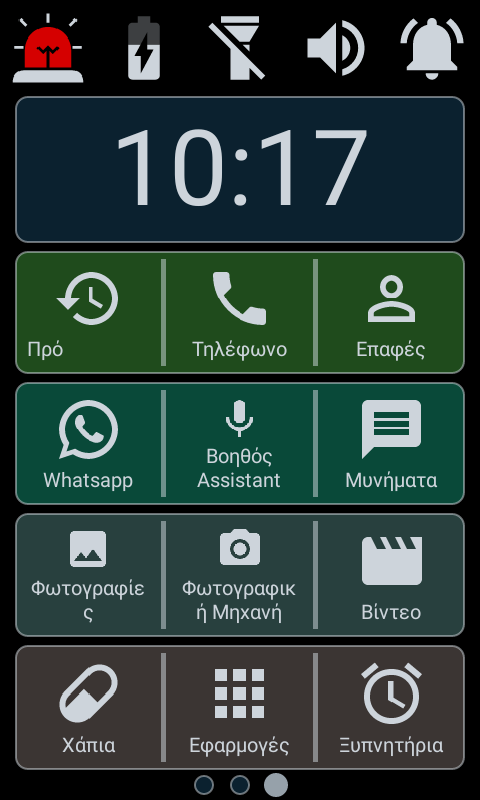 10:17
Πρό
Τηλέφωνο
Επαφές
Whatsapp
Βοηθός
Assistant
Μυνήματα
Φωτογραφίε
ς
Φωτογραφικ
ή Μηχανή
Βίντεο
Χάπια
Εφαρμογές
Ξυπνητήρια